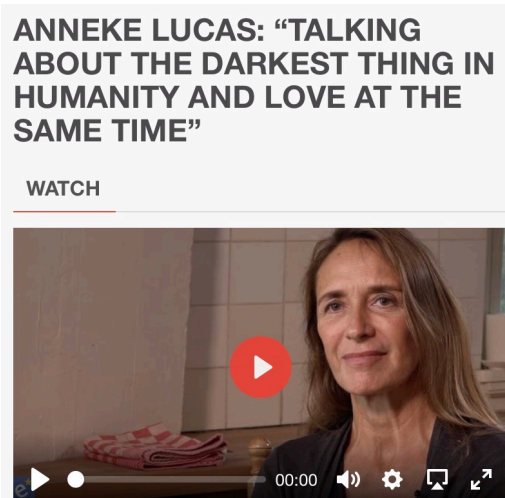 ANNEKE LUCAS: “TALKING
ABOUT THE DARKEST THING IN
HUMANITY AND LOVE AT THE
SAME TIME”
WATCH
00:00